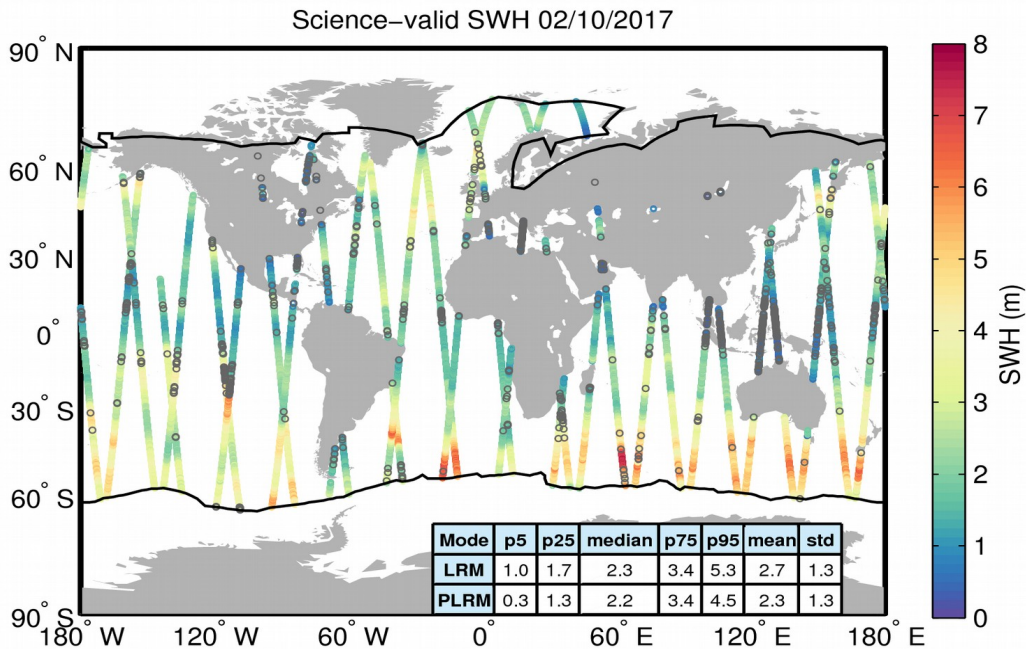 Science−valid SWH 02/10/2017
90° N
60° N
30° N
0°
30° S
60° S
90° S
180° W
120° W
60° W
0°
60° E
120° E
180° E
Mode p5 p25 median p75 p95 mean std
LRM 1.0 1.7 2.3 3.4 5.3 2.7 1.3
PLRM 0.3 1.3 2.2 3.4 4.5 2.3 1.3
8
7
6
5
4
3
2
1
0
SWH (m)